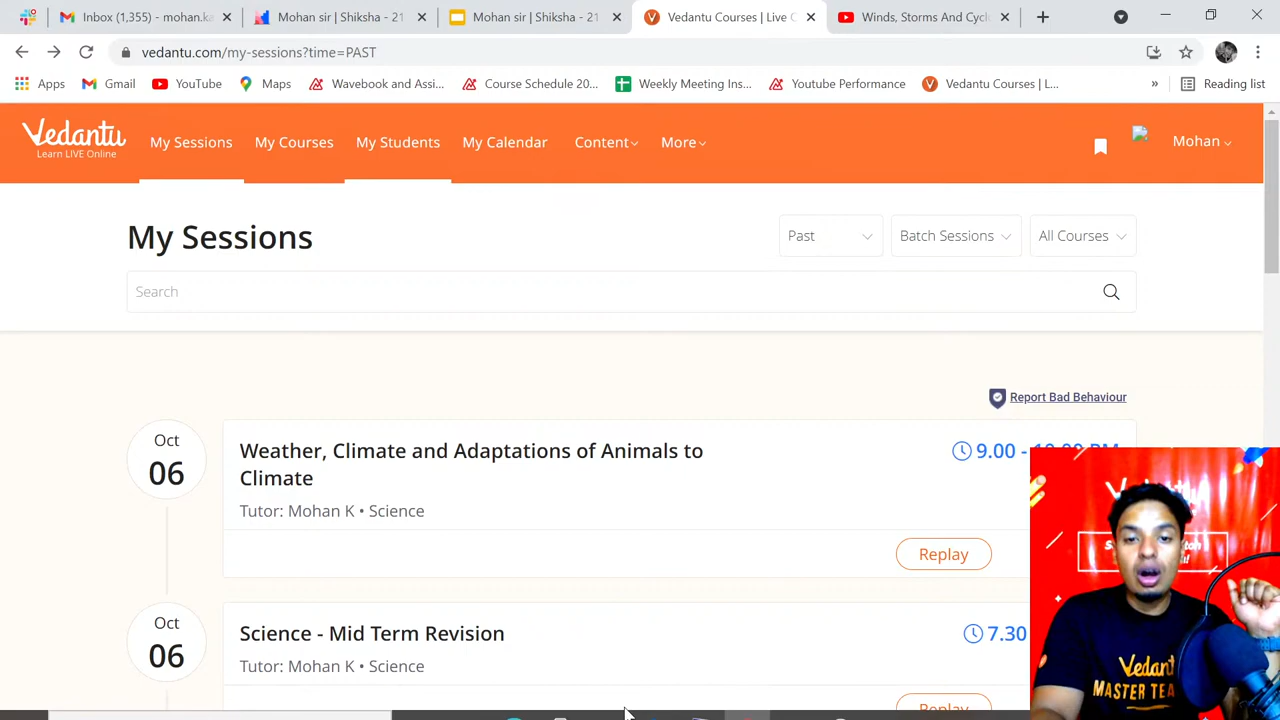 Inbox (1,355) - mohan.ka
Mohan sir | Shiksha - 21
Mohan sir | Shiksha - 21
Vedantu Courses | Live C
Winds, Storms And Cycl
vedantu.com/my-sessions?time=PAST
Apps
Gmail
YouTube
Maps
Wavebook and Assi...
Course Schedule 20...
Weekly Meeting Ins...
Youtube Performance
Vedantu Courses | L...
»
Reading list
Vedantu
Learn LIVE Online
My Sessions
My Courses
My Students
My Calendar
Content
More
Mohan
My Sessions
Past
Batch Sessions
All Courses
Search
Report Bad Behaviour
Oct
06
Weather, Climate and Adaptations of Animals to
Climate
Tutor: Mohan K • Science
9.00 -
PM
Replay
Oct
06
Science - Mid Term Revision
Tutor: Mohan K • Science
7.30
Replay
Vedant
MASTER TEA